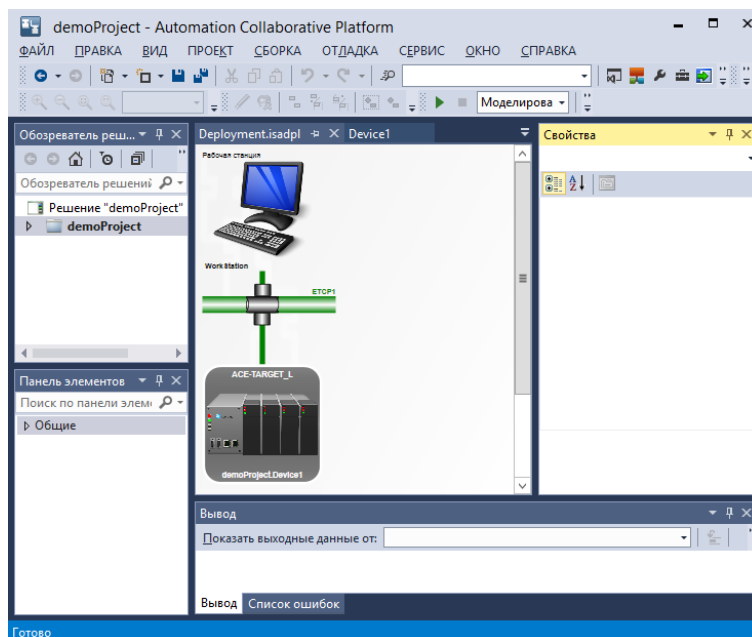 demoProject - Automation Collaborative Platform
ФАЙЛ ПРАВКА ВИД ПРОЕКТ СБОРКА ОТЛАДКА СЕРВИС ОКНО СПРАВКА
Моделирова
Обозреватель реш...
Обозреватель решений
Решение "demoProject"
demoProject
Панель элементов
Поиск по панели элем
Общие
Deployment.isadpl Device1
Рабочая станция
WorkStation
ETCP1
ACE-TARGET_L
demoProject.Device1
Свойства
Вывод
Показать выходные данные от:
Вывод Список ошибок
Готово